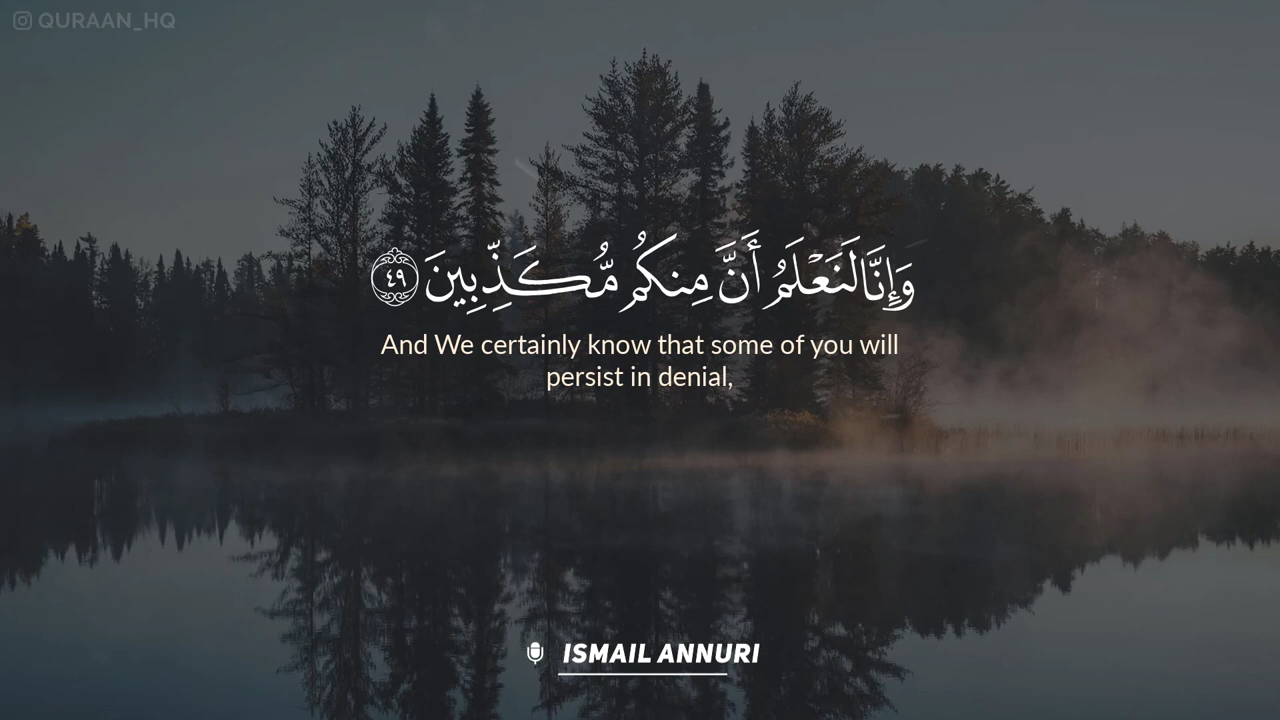 QURAAN_HQ
وَإِنَّا لَنَعْلَمُ أَنَّ مِنكُم مُّكَذِّبِينَ ٤٩
And We certainly know that some of you will
persist in denial,
ISMAIL ANNURI